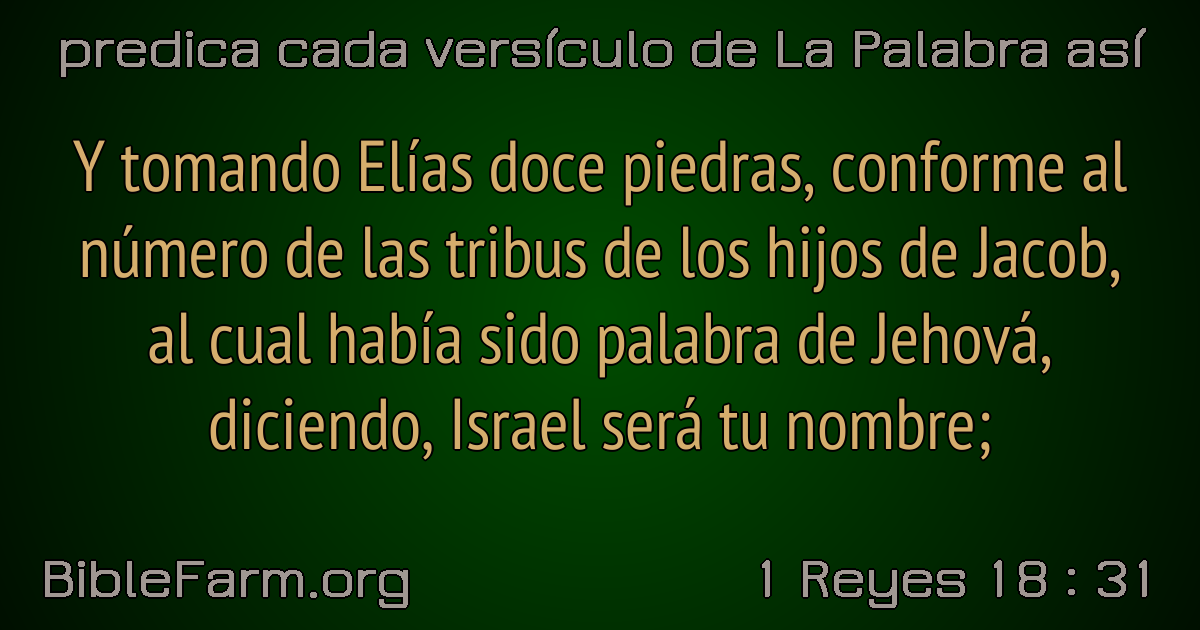 predica cada versículo de La Palabra así
Y tomando Elías doce piedras, conforme al
número de las tribus de los hijos de Jacob,
al cual había sido palabra de Jehová,
diciendo, Israel será tu nombre;
BibleFarm.org
1 Reyes 18 : 31